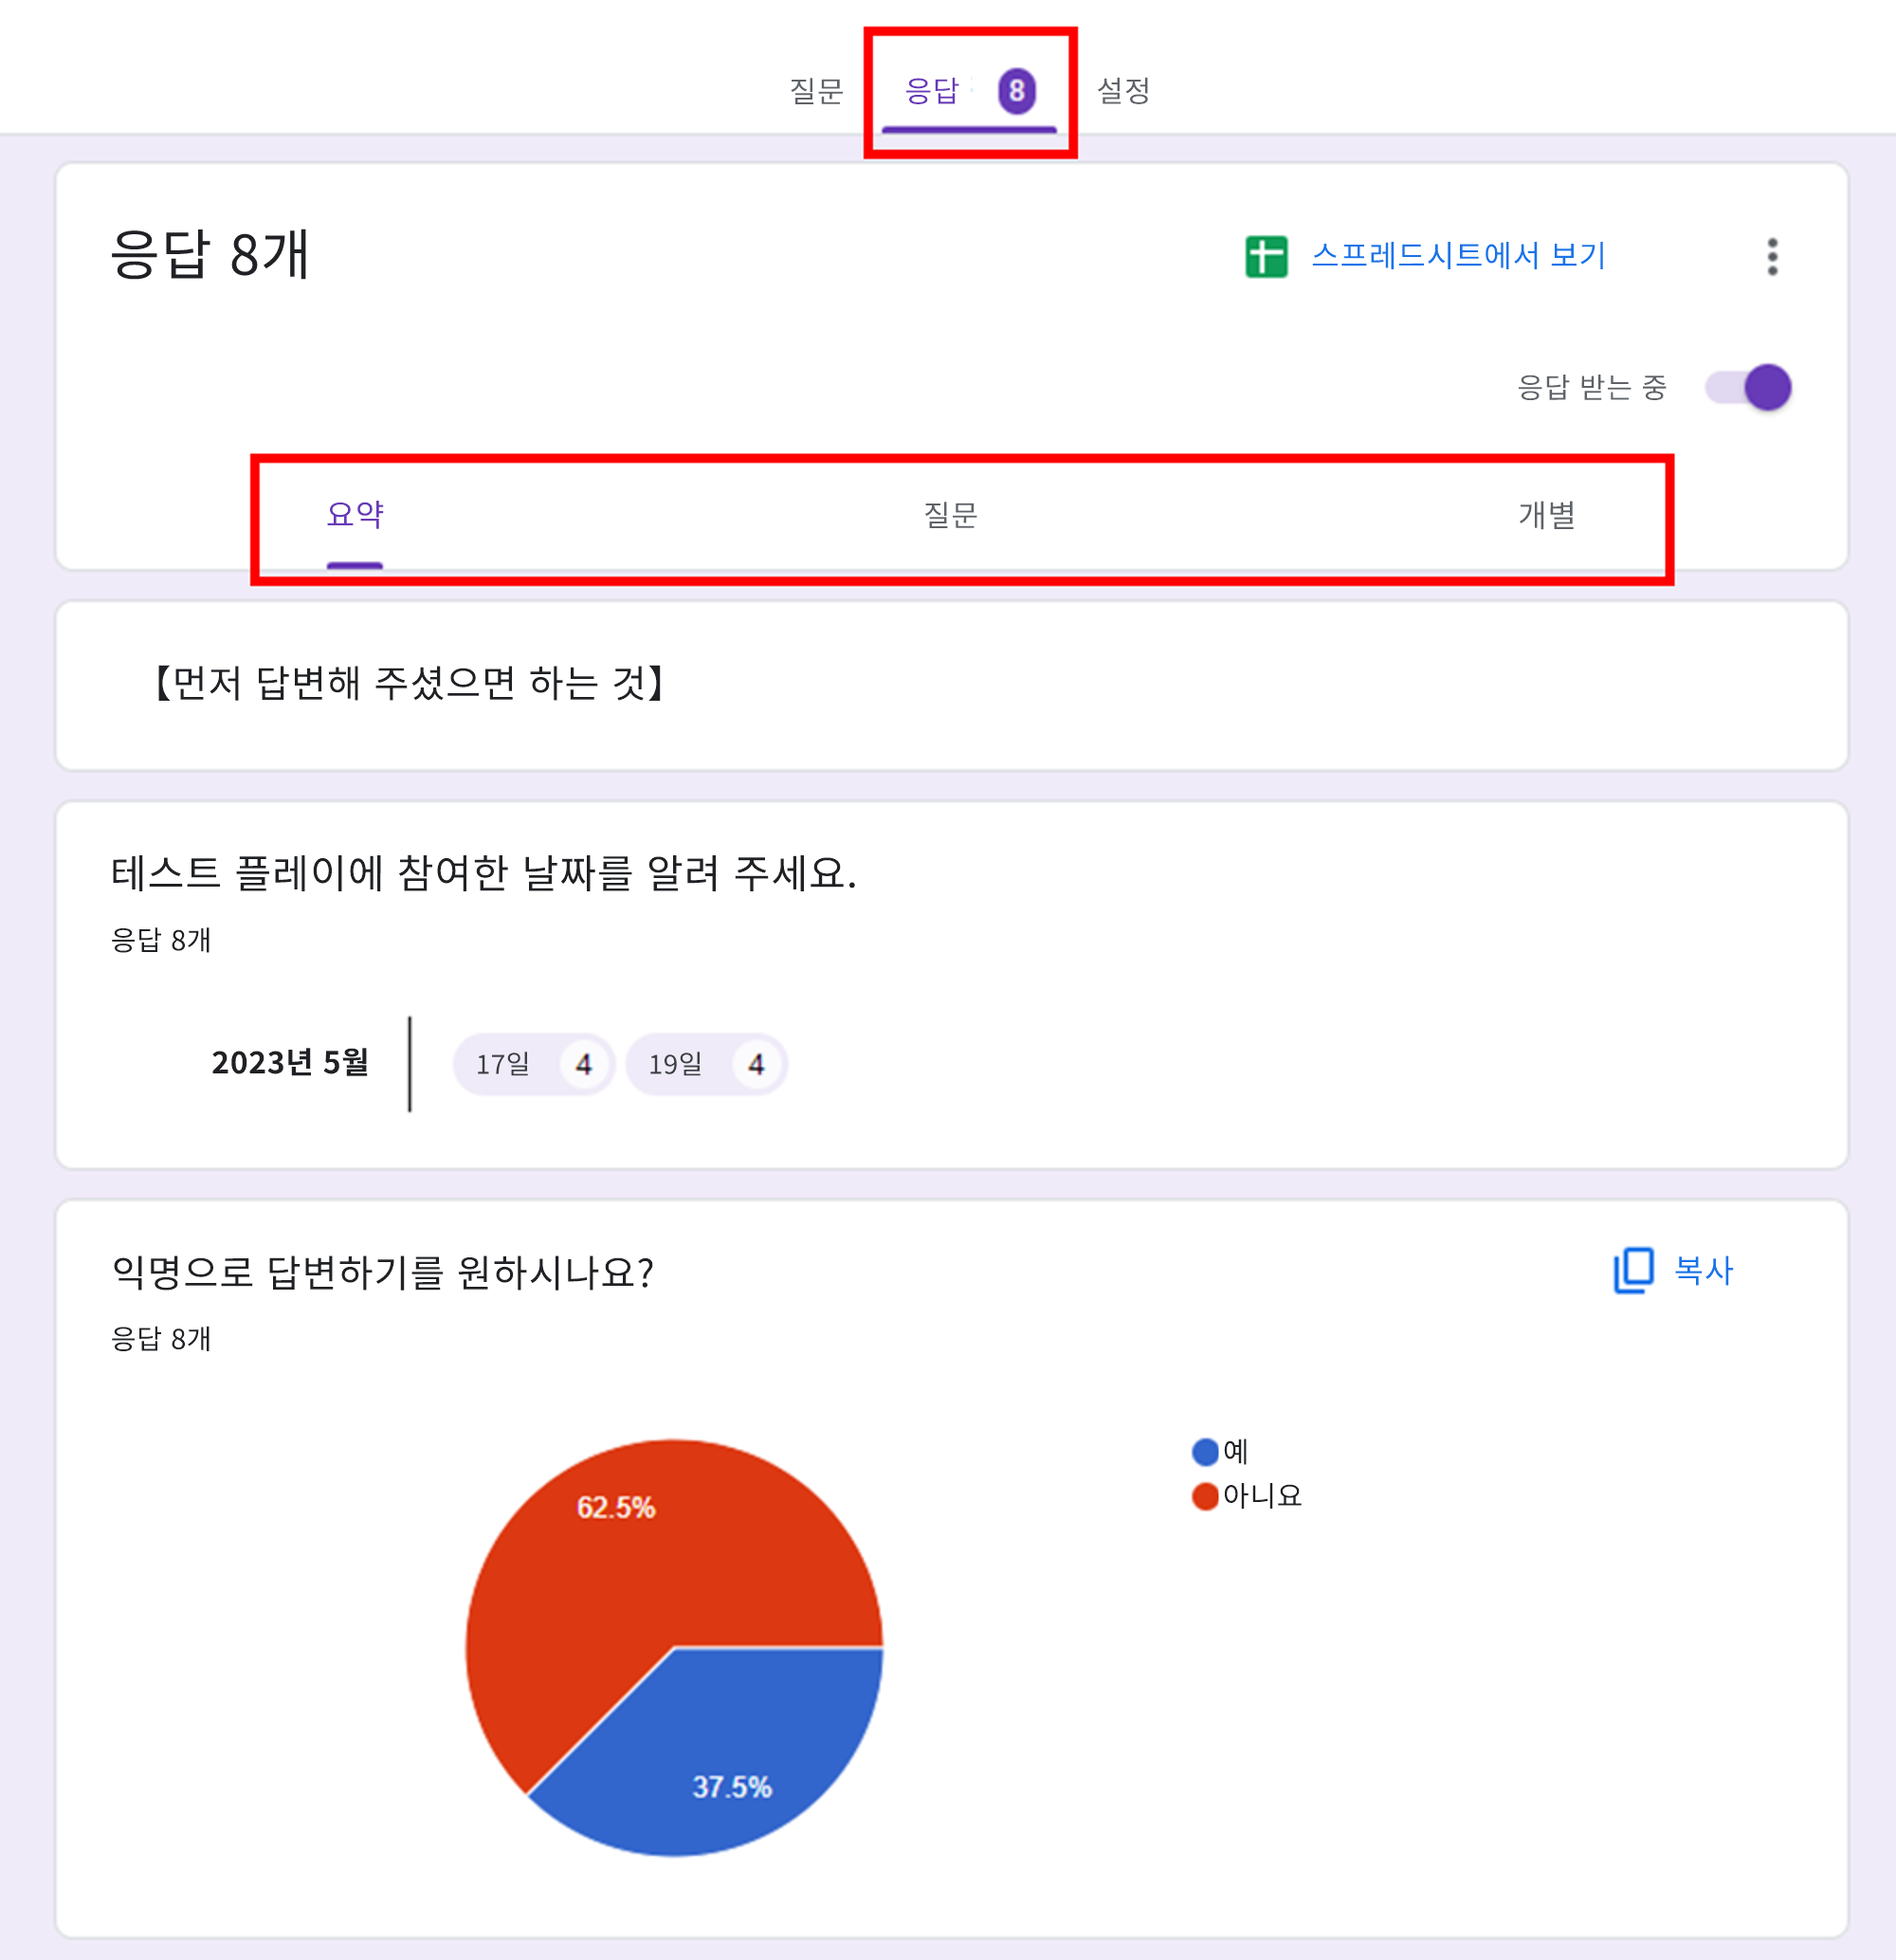 질문 응답 8 설정
응답 8개 스프레드시트에서 보기
응답 받는 중
요약 질문 개별
【먼저 답변해 주셨으면 하는 것】
테스트 플레이에 참여한 날짜를 알려 주세요.
응답 8개
2023년 5월 17일 4 19일 4
익명으로 답변하기를 원하시나요? 복사
응답 8개
예
아니요
62.5%
37.5%